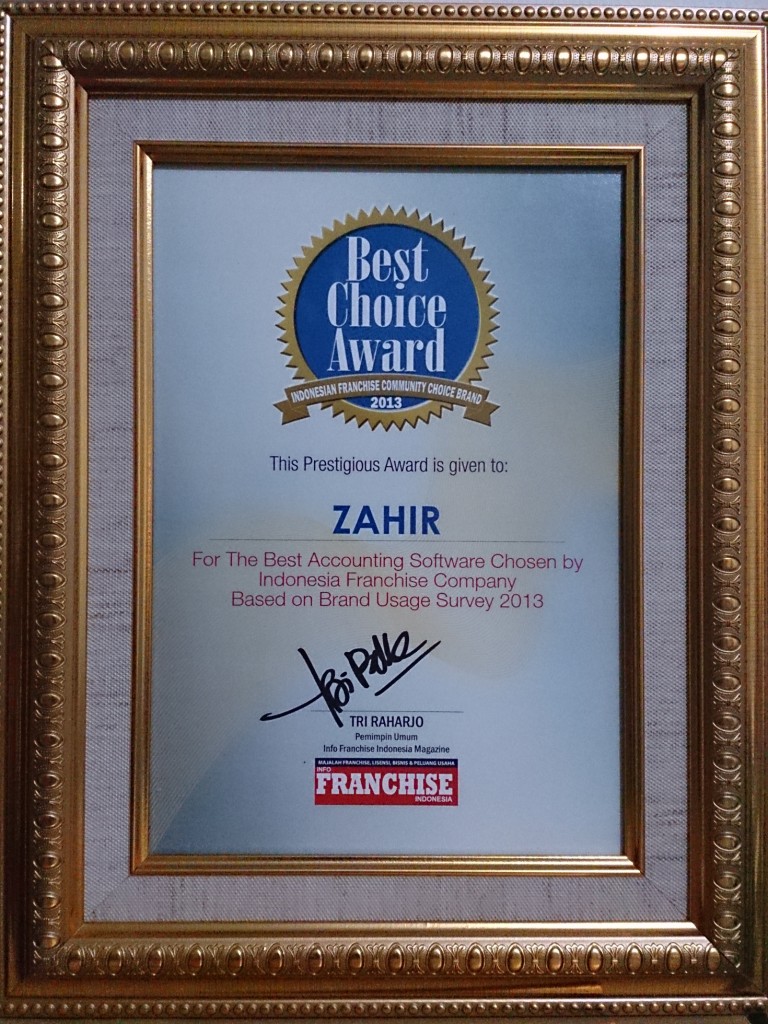 Best
Choice
Award
INDONESIAN FRANCHISE COMMUNITY CHOICE BRAND
2013
This Prestigious Award is given to:
ZAHIR
For The Best Accounting Software Chosen by
Indonesia Franchise Company
Based on Brand Usage Survey 2013
TRI RAHARJO
Pemimpin Umum
Info Franchise Indonesia Magazine
MAJALAH FRANCHISE, LISENSI, BISNIS & PELUANG USAHA
INFO
FRANCHISE
INDONESIA